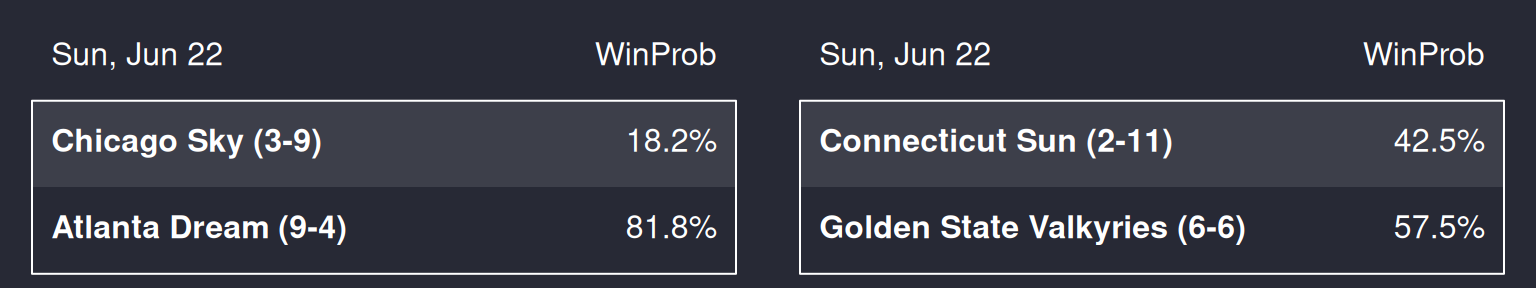 Sun, Jun 22 WinProb
Chicago Sky (3-9) 18.2%
Atlanta Dream (9-4) 81.8%
Sun, Jun 22 WinProb
Connecticut Sun (2-11) 42.5%
Golden State Valkyries (6-6) 57.5%